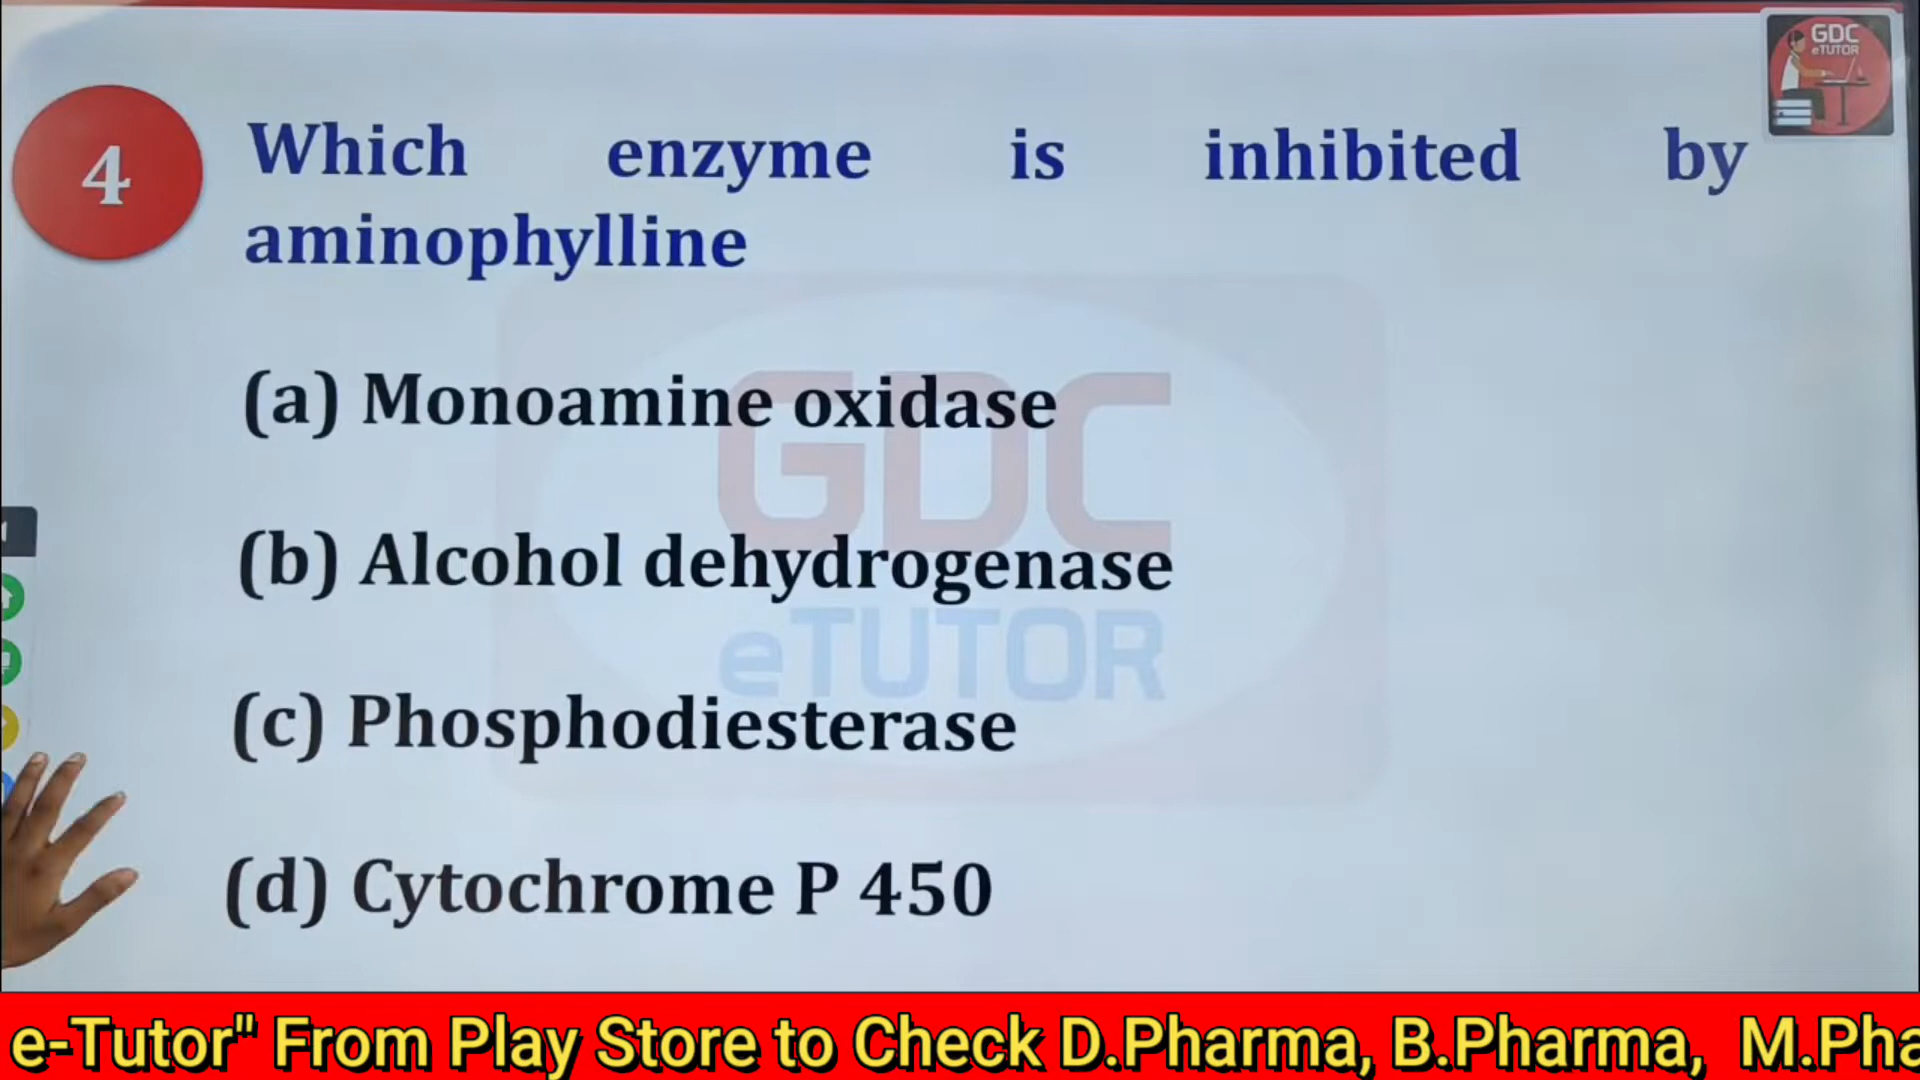 GDC
eTUTOR
4
Which enzyme is inhibited by
aminophylline
(a) Monoamine oxidase
GDC
(b) Alcohol dehydrogenase
eTUTOR
(c) Phosphodiesterase
(d) Cytochrome P 450
e-Tutor" From Play Store to Check D.Pharma, B.Pharma, M.Pha